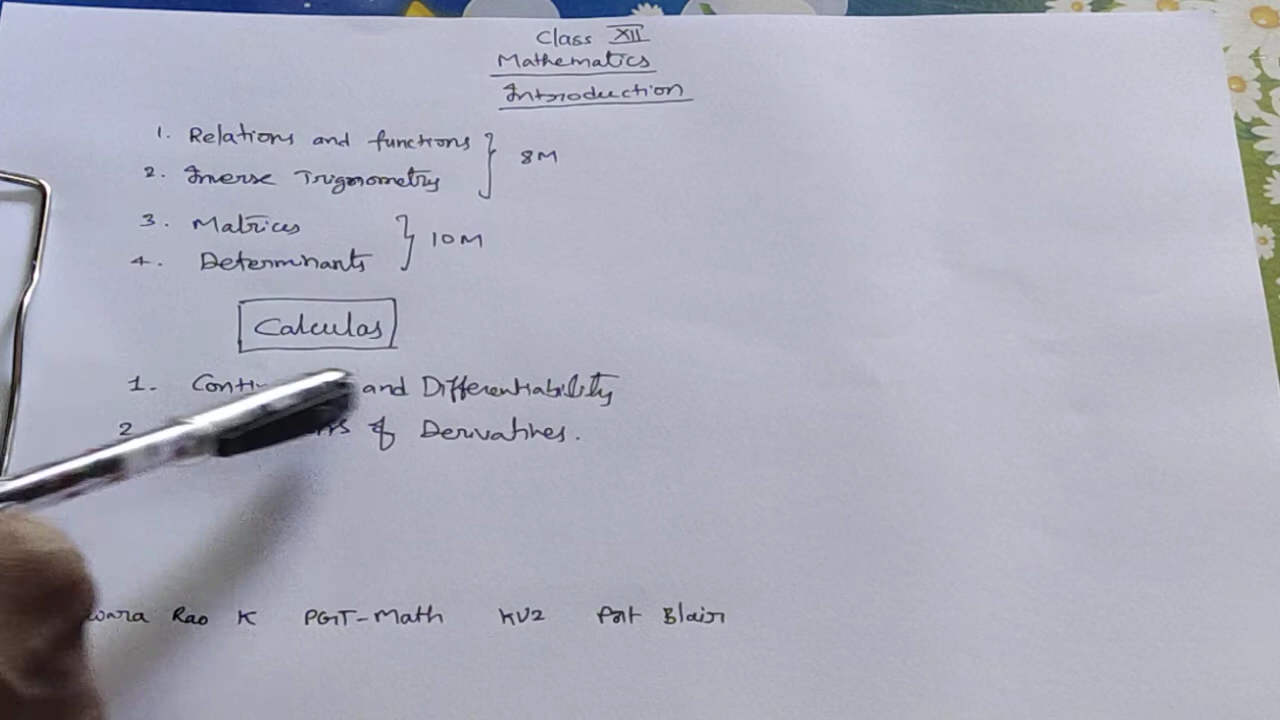 Class XII
Mathematics
Introduction
1. Relations and functions } 8M
2. Inverse Trigonometry
3. Matrices } 10M
4. Determinants
Calculas
1. and Differentiability
2 of Derivatives.
Rao K PGT-Math KV2 Port Blair